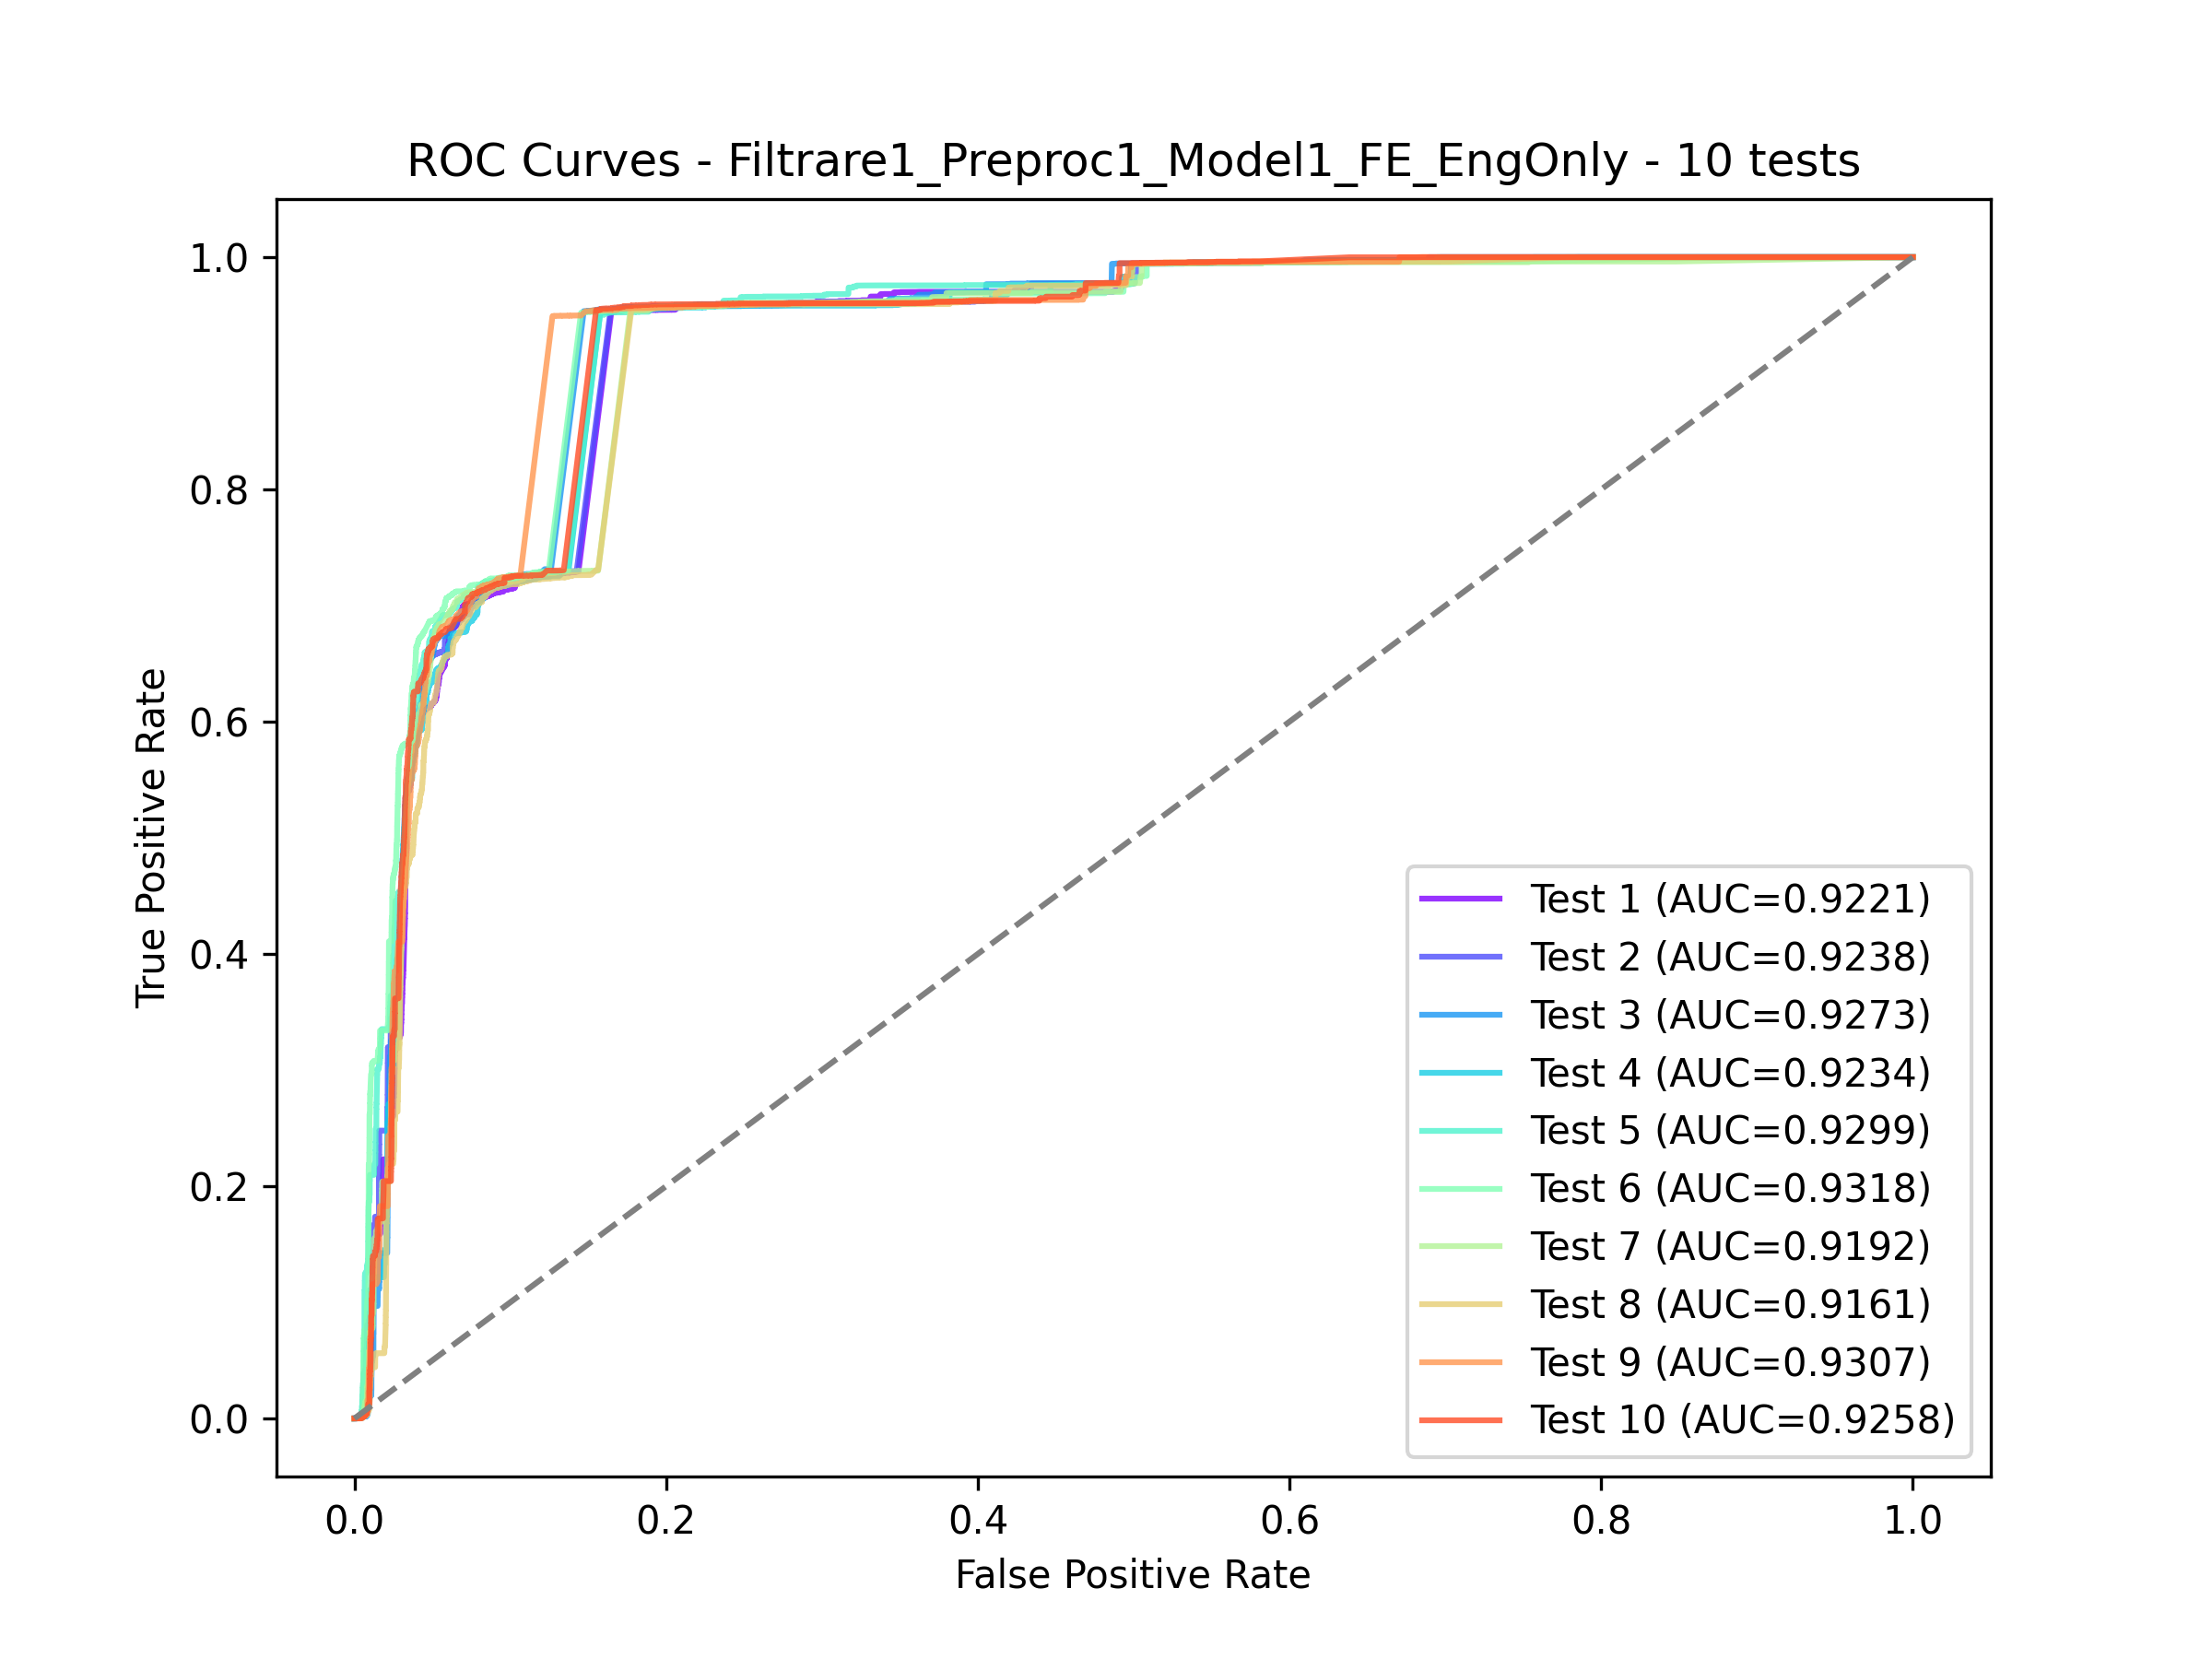 ROC Curves - Filtrare1_Preproc1_Model1_FE_EngOnly - 10 tests
True Positive Rate
1.0
0.8
0.6
0.4
0.2
0.0
Test 1 (AUC=0.9221)
Test 2 (AUC=0.9238)
Test 3 (AUC=0.9273)
Test 4 (AUC=0.9234)
Test 5 (AUC=0.9299)
Test 6 (AUC=0.9318)
Test 7 (AUC=0.9192)
Test 8 (AUC=0.9161)
Test 9 (AUC=0.9307)
Test 10 (AUC=0.9258)
0.0 0.2 0.4 0.6 0.8 1.0
False Positive Rate